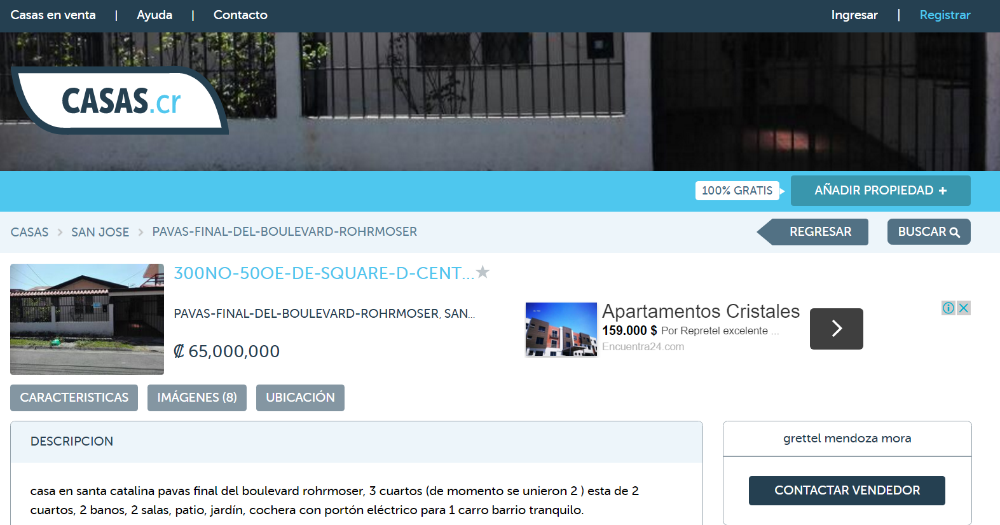 Casas en venta | Ayuda | Contacto
Ingresar | Registrar
CASAS.cr
100% GRATIS
AÑADIR PROPIEDAD +
CASAS > SAN JOSE > PAVAS-FINAL-DEL-BOULEVARD-ROHRMOSER
REGRESAR
BUSCAR
300NO-50OE-DE-SQUARE-D-CENT...
PAVAS-FINAL-DEL-BOULEVARD-ROHRMOSER, SAN...
₡ 65,000,000
Apartamentos Cristales
159.000 $ Por Repretel excelente ...
Encuentra24.com
CARACTERISTICAS
IMÁGENES (8)
UBICACIÓN
DESCRIPCION
casa en santa catalina pavas final del boulevard rohrmoser, 3 cuartos (de momento se unieron 2 ) esta de 2
cuartos, 2 banos, 2 salas, patio, jardín, cochera con portón eléctrico para 1 carro barrio tranquilo.
grettel mendoza mora
CONTACTAR VENDEDOR